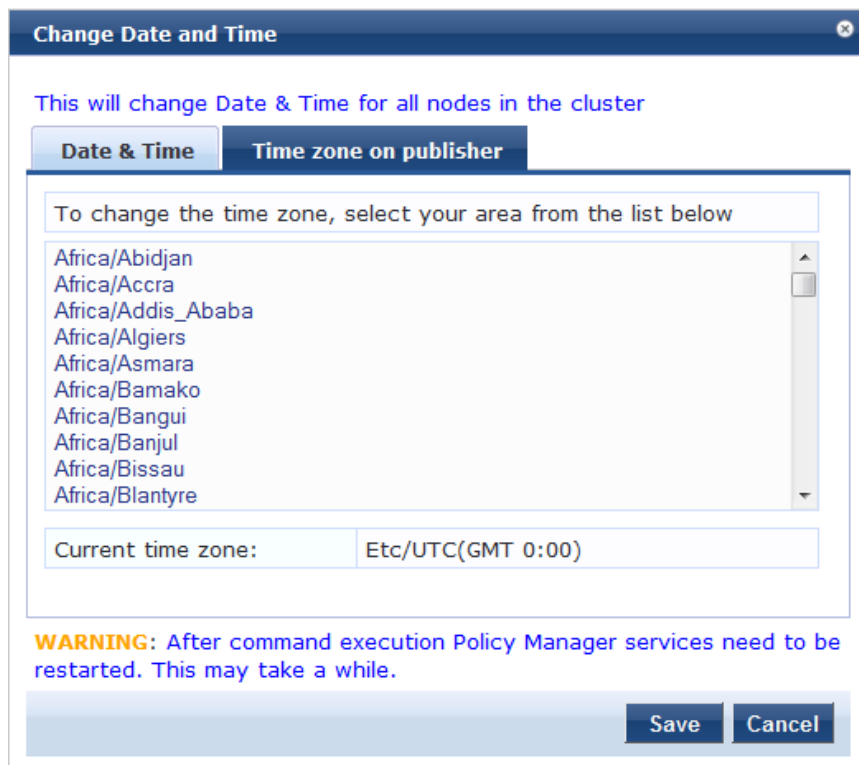 Change Date and Time
This will change Date & Time for all nodes in the cluster
Date & Time
Time zone on publisher
To change the time zone, select your area from the list below
Africa/Abidjan
Africa/Accra
Africa/Addis_Ababa
Africa/Algiers
Africa/Asmara
Africa/Bamako
Africa/Bangui
Africa/Banjul
Africa/Bissau
Africa/Blantyre
Current time zone: Etc/UTC(GMT 0:00)
WARNING: After command execution Policy Manager services need to be
restarted. This may take a while.
Save Cancel